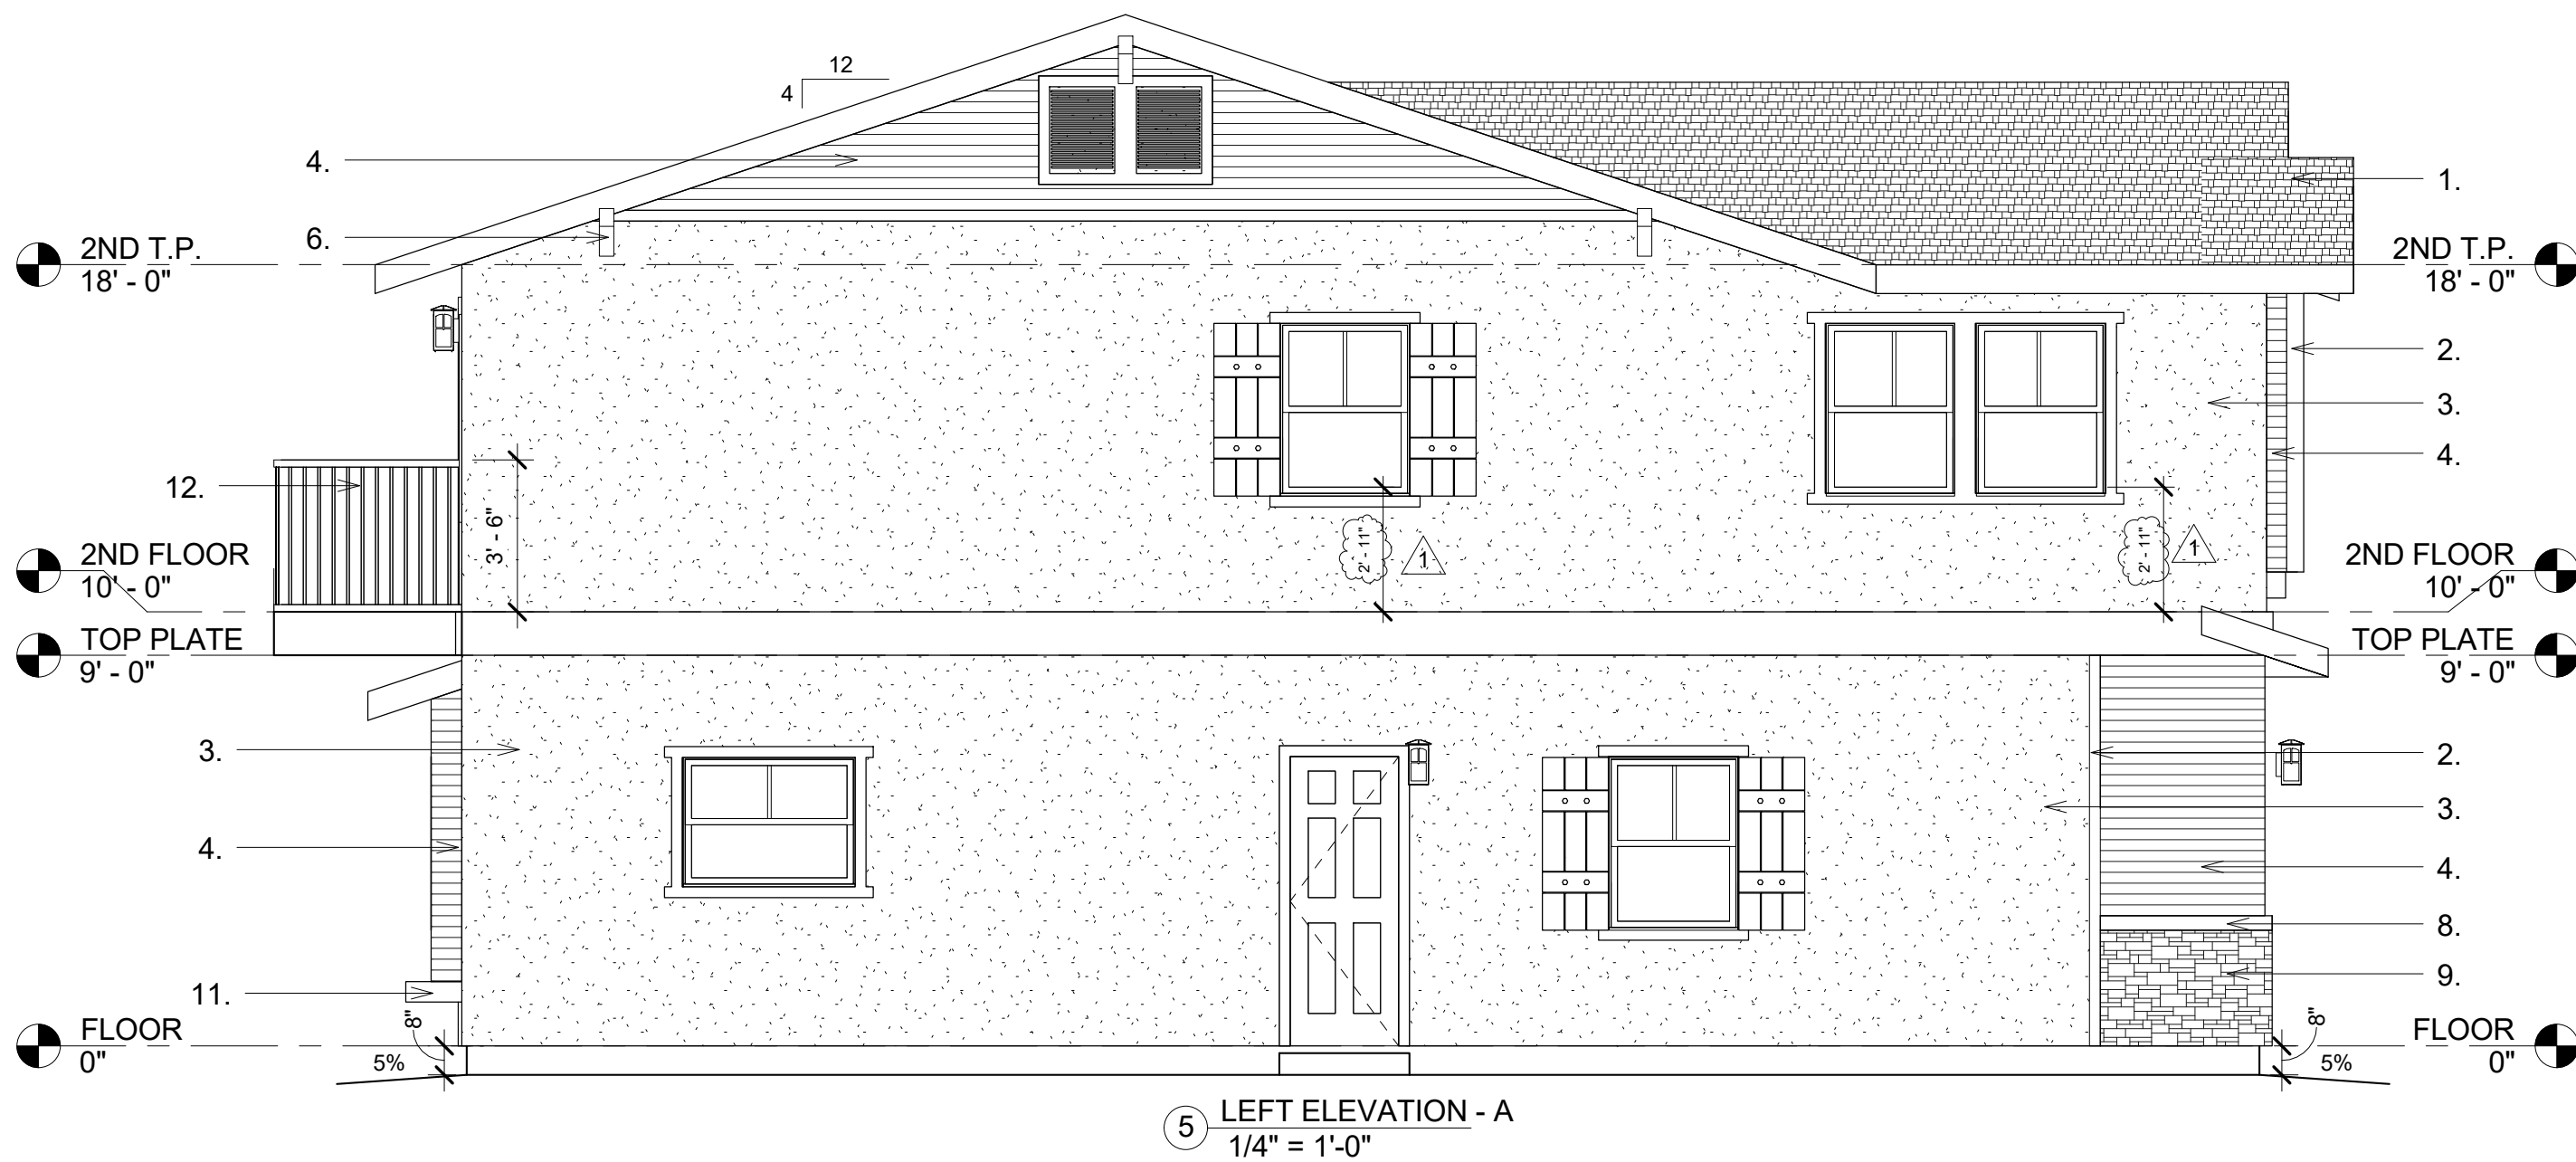 12
4
4.
1.
6.
2ND T.P.
18' - 0"
2ND T.P.
18' - 0"
2.
3.
4.
12.
3' - 6"
2' - 11"
1
2' - 11"
1
2ND FLOOR
10' - 0"
2ND FLOOR
10' - 0"
TOP PLATE
9' - 0"
TOP PLATE
9' - 0"
3.
2.
3.
4.
4.
8.
9.
11.
8"
8"
FLOOR
0"
FLOOR
0"
5%
5%
5
LEFT ELEVATION - A
1/4" = 1'-0"